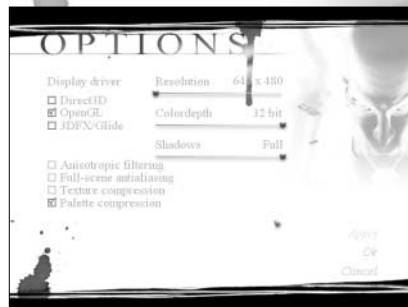 OPTIONS
Display driver
Direct3D
OpenGL
3DFX/Glide
Resolution 640 x 480
Colordepth 32 bit
Shadows Full
Anisotropic filtering
Full-scene antialiasing
Texture compression
Palette compression
Apply
Ok
Cancel